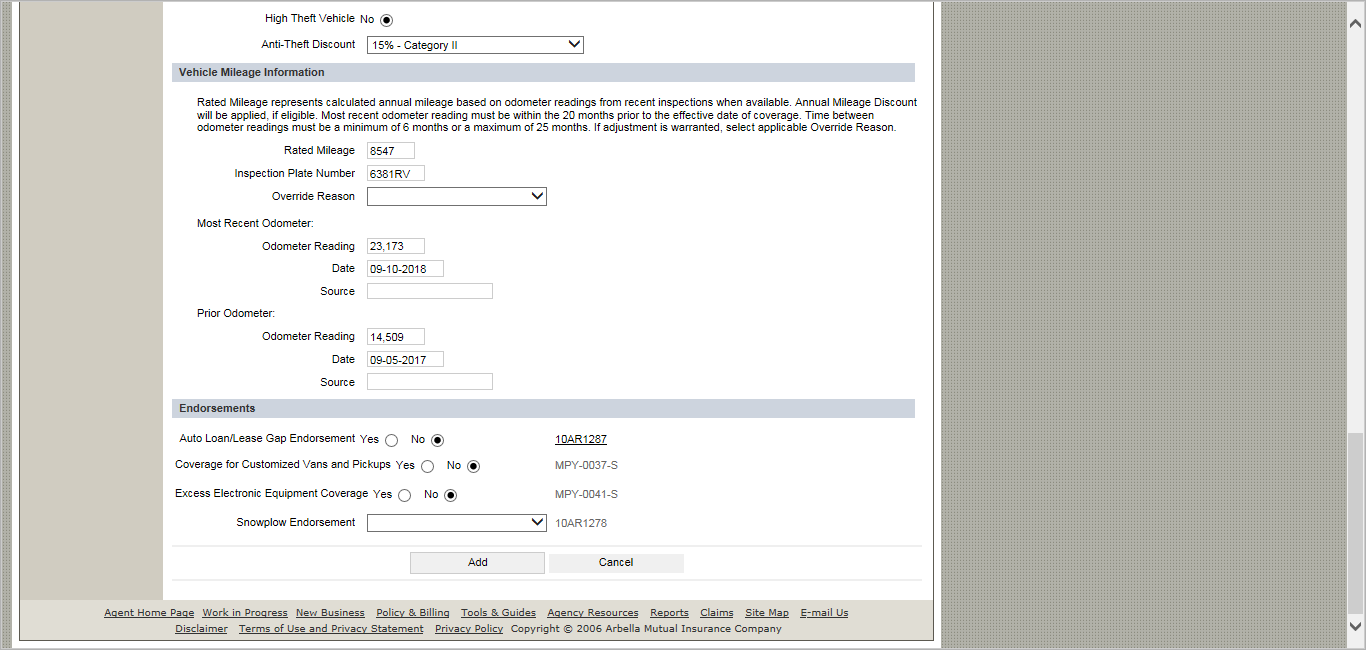 High Theft Vehicle No
Anti-Theft Discount 15% - Category II
Vehicle Mileage Information
Rated Mileage represents calculated annual mileage based on odometer readings from recent inspections when available. Annual Mileage Discount
will be applied, if eligible. Most recent odometer reading must be within the 20 months prior to the effective date of coverage. Time between
odometer readings must be a minimum of 6 months or a maximum of 25 months. If adjustment is warranted, select applicable Override Reason.
Rated Mileage 8547
Inspection Plate Number 6381RV
Override Reason
Most Recent Odometer:
Odometer Reading 23,173
Date 09-10-2018
Source
Prior Odometer:
Odometer Reading 14,509
Date 09-05-2017
Source
Endorsements
Auto Loan/Lease Gap Endorsement Yes No 10AR1287
Coverage for Customized Vans and Pickups Yes No MPY-0037-S
Excess Electronic Equipment Coverage Yes No MPY-0041-S
Snowplow Endorsement 10AR1278
Add Cancel
Agent Home Page Work in Progress New Business Policy & Billing Tools & Guides Agency Resources Reports Claims Site Map E-mail Us
Disclaimer Terms of Use and Privacy Statement Privacy Policy Copyright © 2006 Arbella Mutual Insurance Company